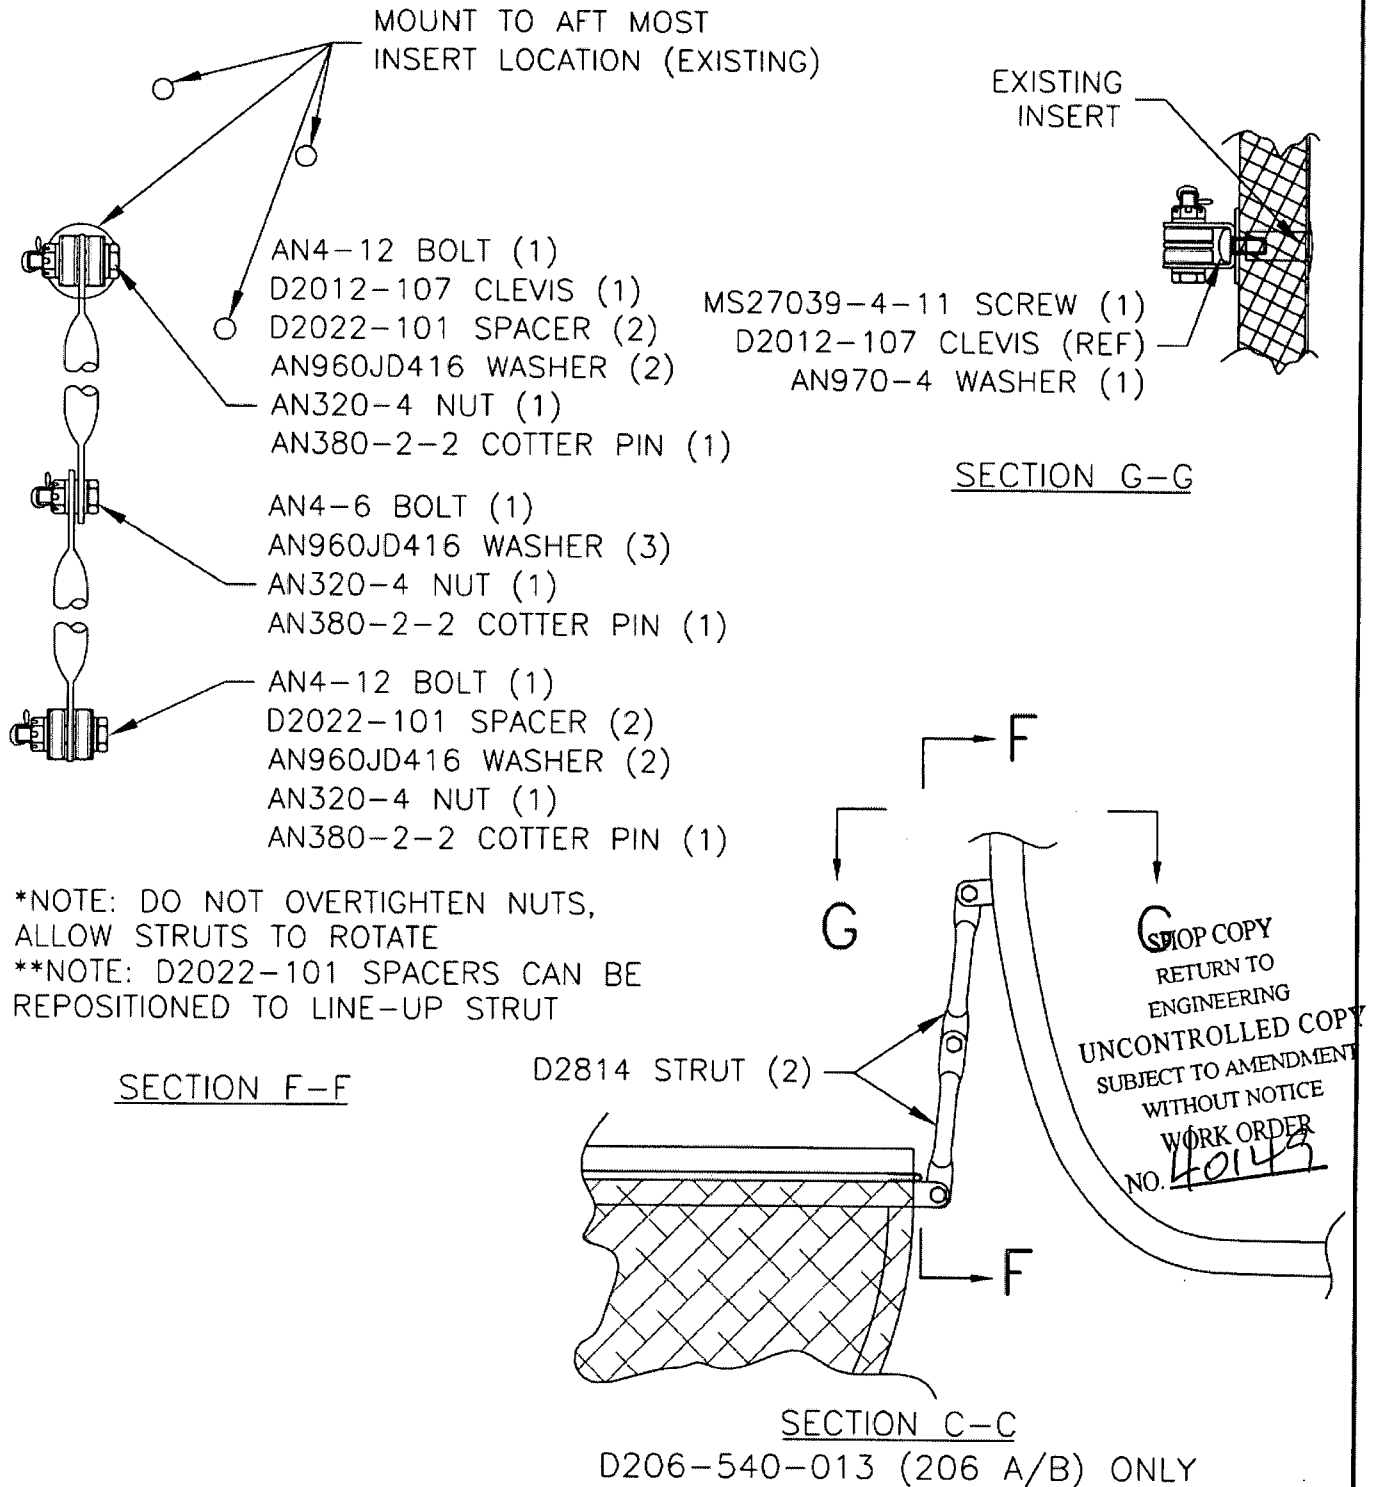 MOUNT TO AFT MOST
INSERT LOCATION (EXISTING)
EXISTING
INSERT
AN4-12 BOLT (1)
D2012-107 CLEVIS (1)
D2022-101 SPACER (2)
AN960JD416 WASHER (2)
AN320-4 NUT (1)
AN380-2-2 COTTER PIN (1)
MS27039-4-11 SCREW (1)
D2012-107 CLEVIS (REF)
AN970-4 WASHER (1)
SECTION G-G
AN4-6 BOLT (1)
AN960JD416 WASHER (3)
AN320-4 NUT (1)
AN380-2-2 COTTER PIN (1)
AN4-12 BOLT (1)
D2022-101 SPACER (2)
AN960JD416 WASHER (2)
AN320-4 NUT (1)
AN380-2-2 COTTER PIN (1)
*NOTE: DO NOT OVERTIGHTEN NUTS,
ALLOW STRUTS TO ROTATE
**NOTE: D2022-101 SPACERS CAN BE
REPOSITIONED TO LINE-UP STRUT
SECTION F-F
F
G
G
SHOP COPY
RETURN TO
ENGINEERING
UNCONTROLLED COPY
SUBJECT TO AMENDMENT
WITHOUT NOTICE
WORK ORDER
NO. 40149
D2814 STRUT (2)
F
SECTION C-C
D206-540-013 (206 A/B) ONLY